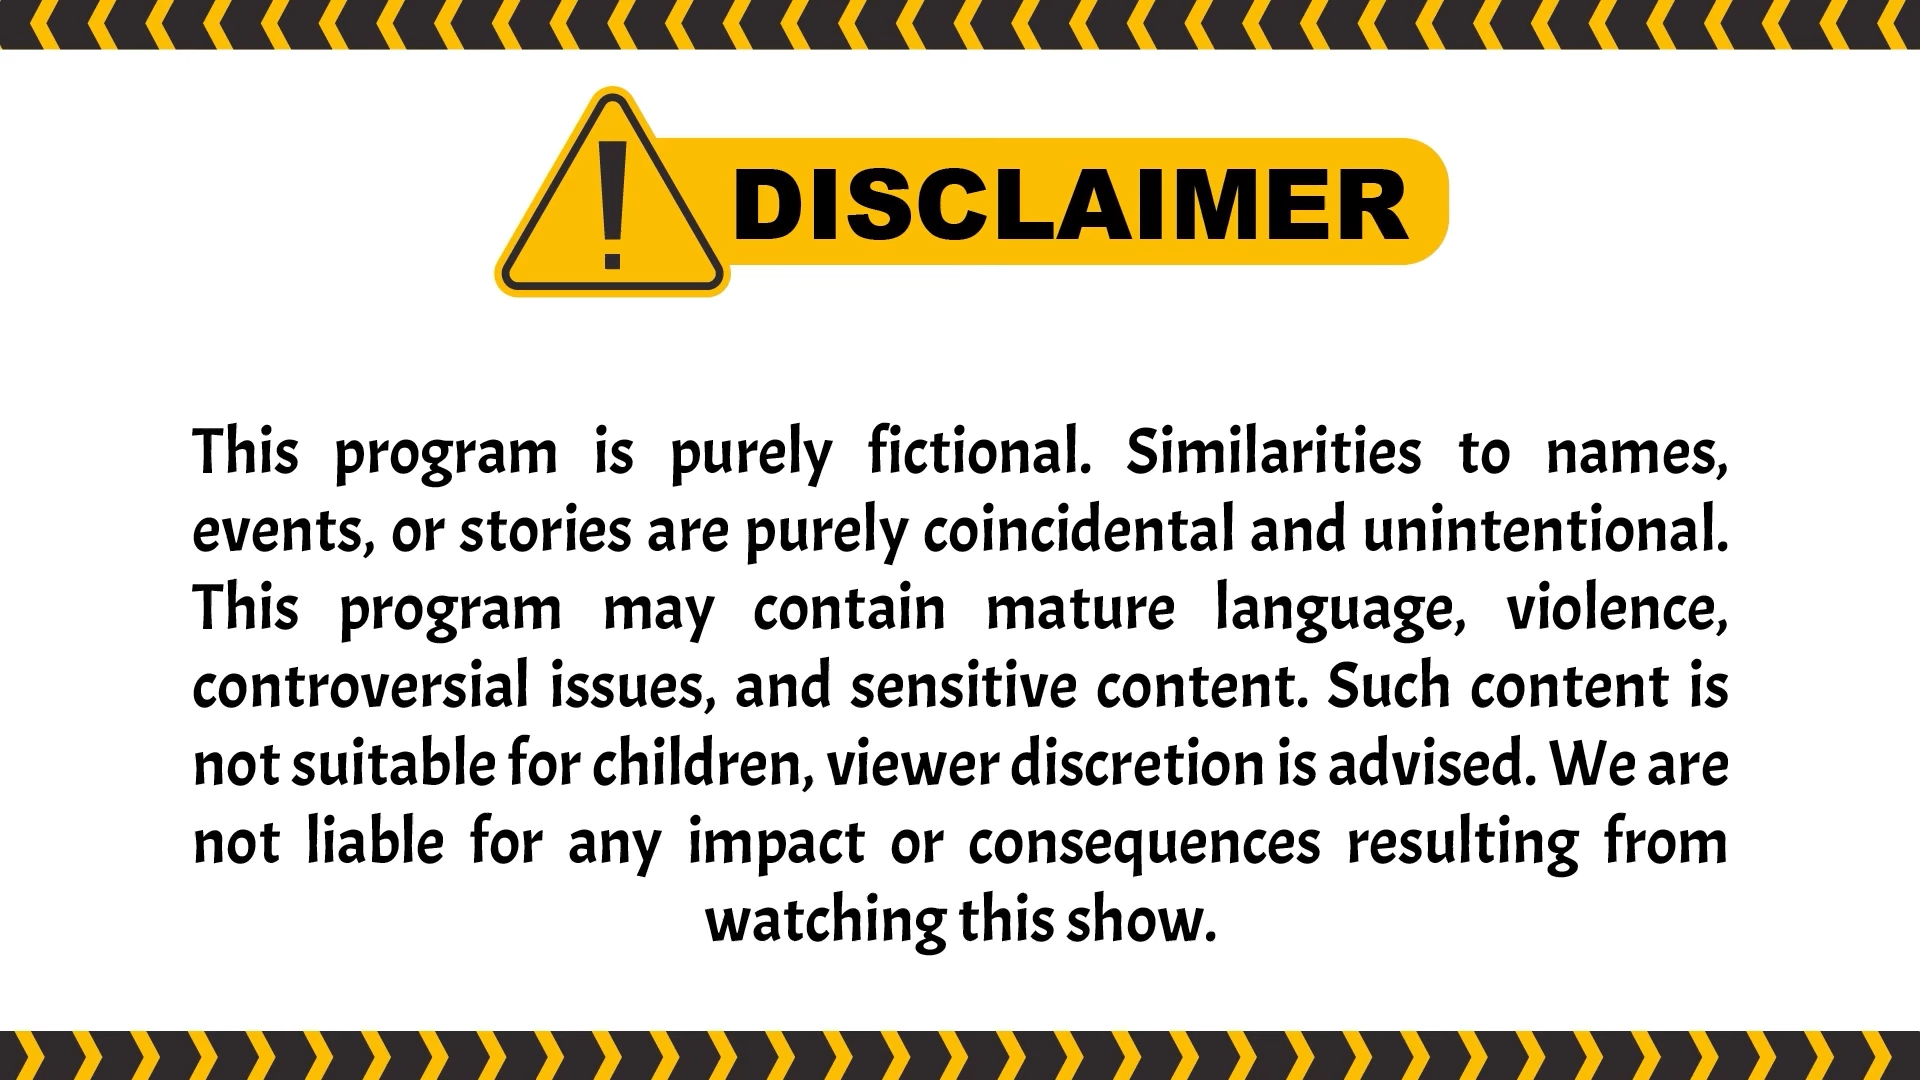 DISCLAIMER
This program is purely fictional. Similarities to names,
events, or stories are purely coincidental and unintentional.
This program may contain mature language, violence,
controversial issues, and sensitive content. Such content is
not suitable for children, viewer discretion is advised. We are
not liable for any impact or consequences resulting from
watching this show.